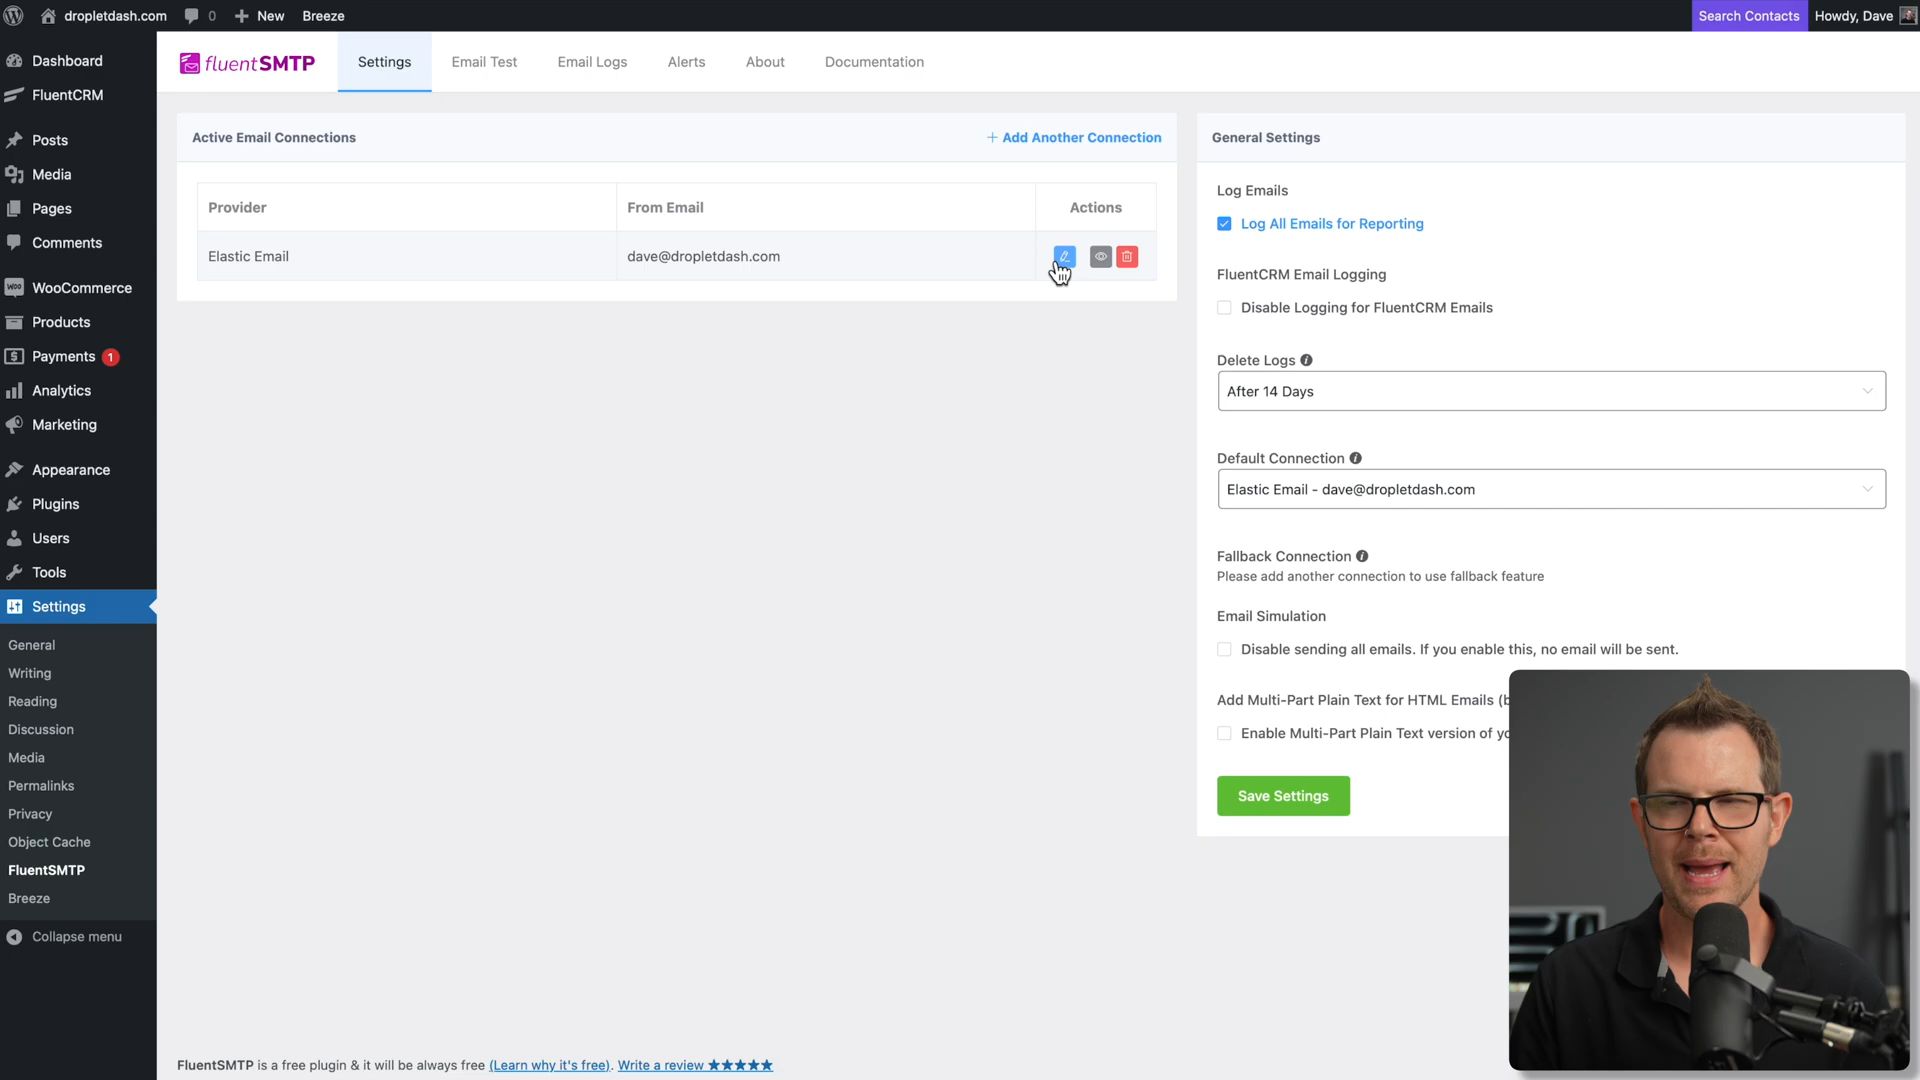 dropletdash.com 0 New Breeze Search Contacts Howdy, Dave
Dashboard
FluentCRM
Posts
Media
Pages
Comments
WooCommerce
Products
Payments 1
Analytics
Marketing
Appearance
Plugins
Users
Tools
Settings
General
Writing
Reading
Discussion
Media
Permalinks
Privacy
Object Cache
FluentSMTP
Breeze
Collapse menu
fluentSMTP Settings Email Test Email Logs Alerts About Documentation
Active Email Connections + Add Another Connection
Provider From Email Actions
Elastic Email dave@dropletdash.com
General Settings
Log Emails
Log All Emails for Reporting
FluentCRM Email Logging
Disable Logging for FluentCRM Emails
Delete Logs
After 14 Days
Default Connection
Elastic Email - dave@dropletdash.com
Fallback Connection
Please add another connection to use fallback feature
Email Simulation
Disable sending all emails. If you enable this, no email will be sent.
Add Multi-Part Plain Text for HTML Emails
Enable Multi-Part Plain Text version of
Save Settings
FluentSMTP is a free plugin & it will be always free (Learn why it's free). Write a review ★★★★★